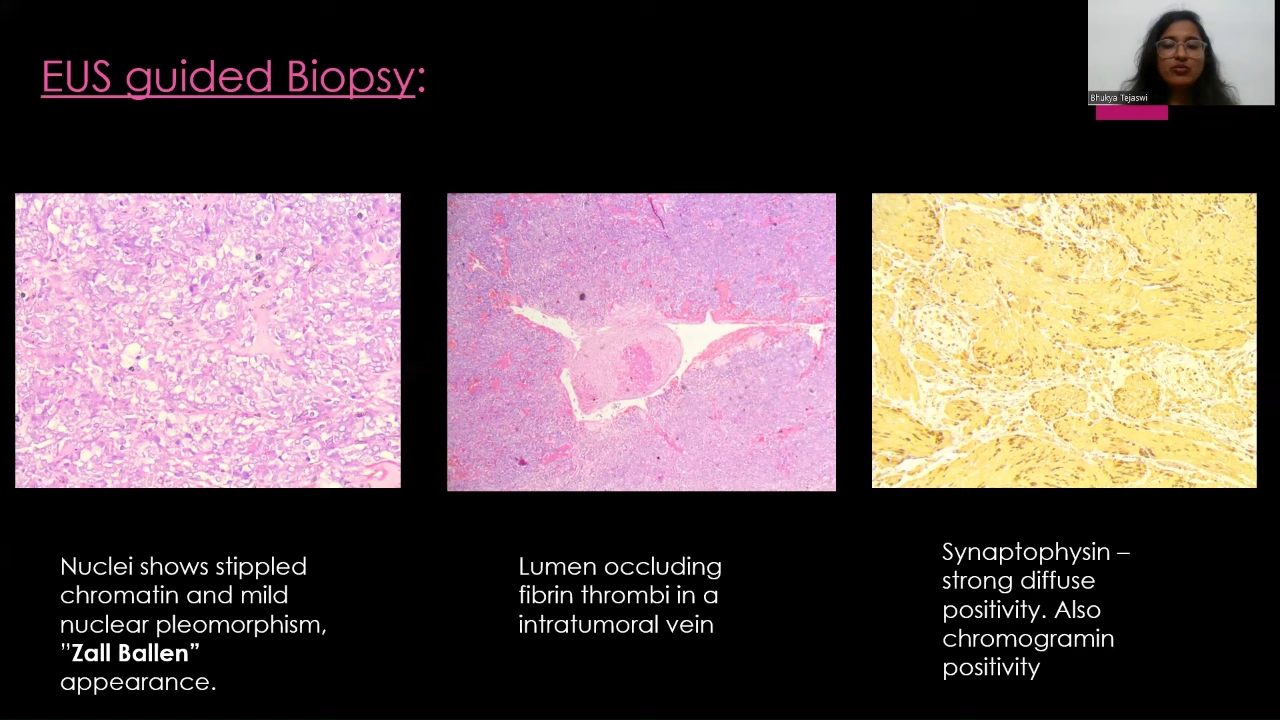 EUS guided Biopsy:
Bhukya Tejaswi
Nuclei shows stippled
chromatin and mild
nuclear pleomorphism,
”Zall Ballen”
appearance.
Lumen occluding
fibrin thrombi in a
intratumoral vein
Synaptophysin –
strong diffuse
positivity. Also
chromogramin
positivity